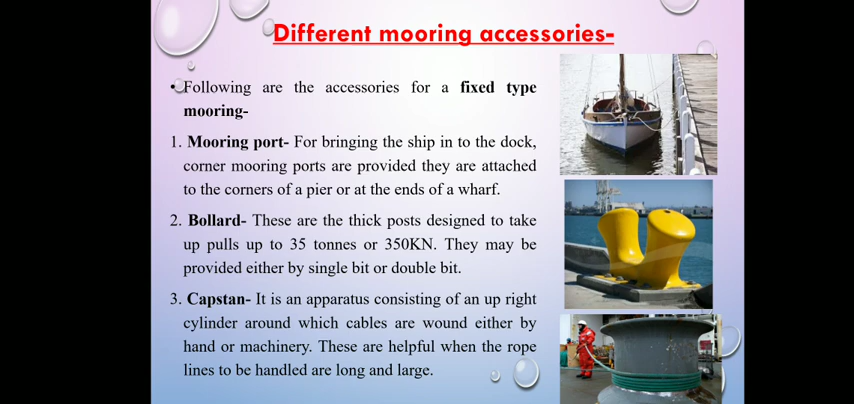 Different mooring accessories-
• Following are the accessories for a fixed type
mooring-
1. Mooring port- For bringing the ship in to the dock,
corner mooring ports are provided they are attached
to the corners of a pier or at the ends of a wharf.
2. Bollard- These are the thick posts designed to take
up pulls up to 35 tonnes or 350KN. They may be
provided either by single bit or double bit.
3. Capstan- It is an apparatus consisting of an up right
cylinder around which cables are wound either by
hand or machinery. These are helpful when the rope
lines to be handled are long and large.